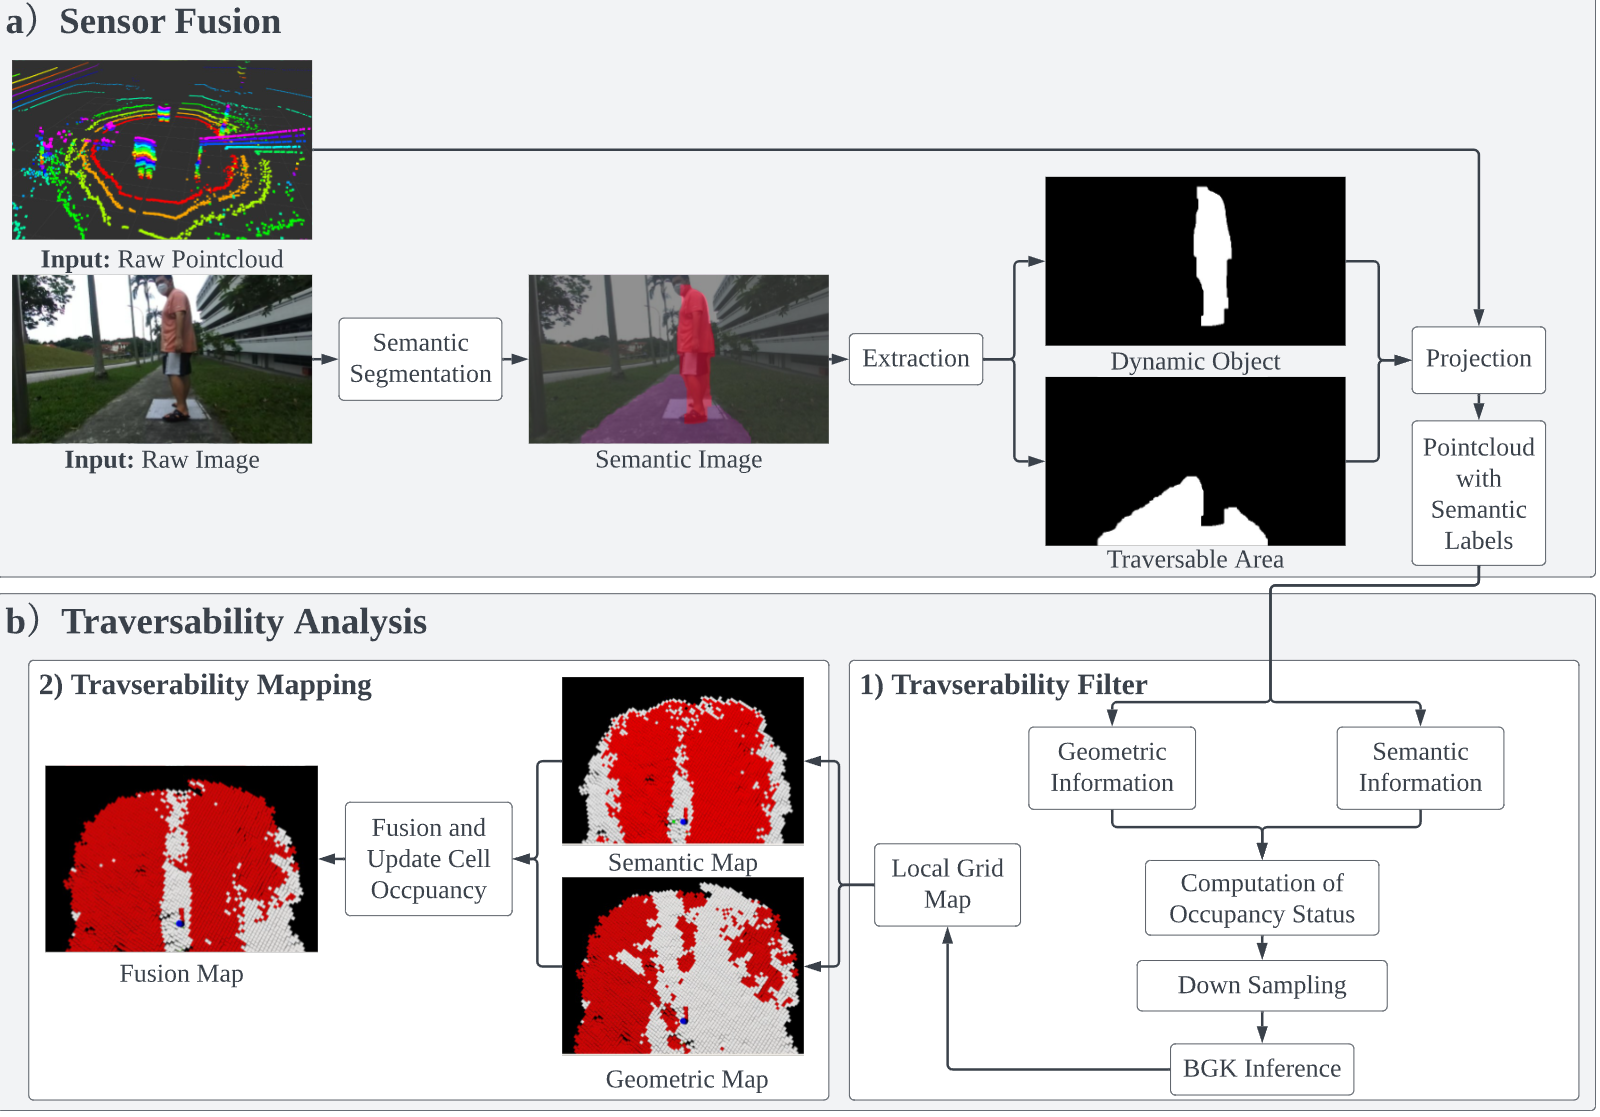 a）Sensor Fusion
Input: Raw Pointcloud
Input: Raw Image
Semantic
Segmentation
Semantic Image
Extraction
Dynamic Object
Traversable Area
Projection
Pointcloud
with
Semantic
Labels
b）Traversability Analysis
1) Travserability Filter
Geometric
Information
Semantic
Information
Computation of
Occupancy Status
Down Sampling
BGK Inference
Local Grid
Map
2) Travserability Mapping
Semantic Map
Geometric Map
Fusion and
Update Cell
Occpuancy
Fusion Map